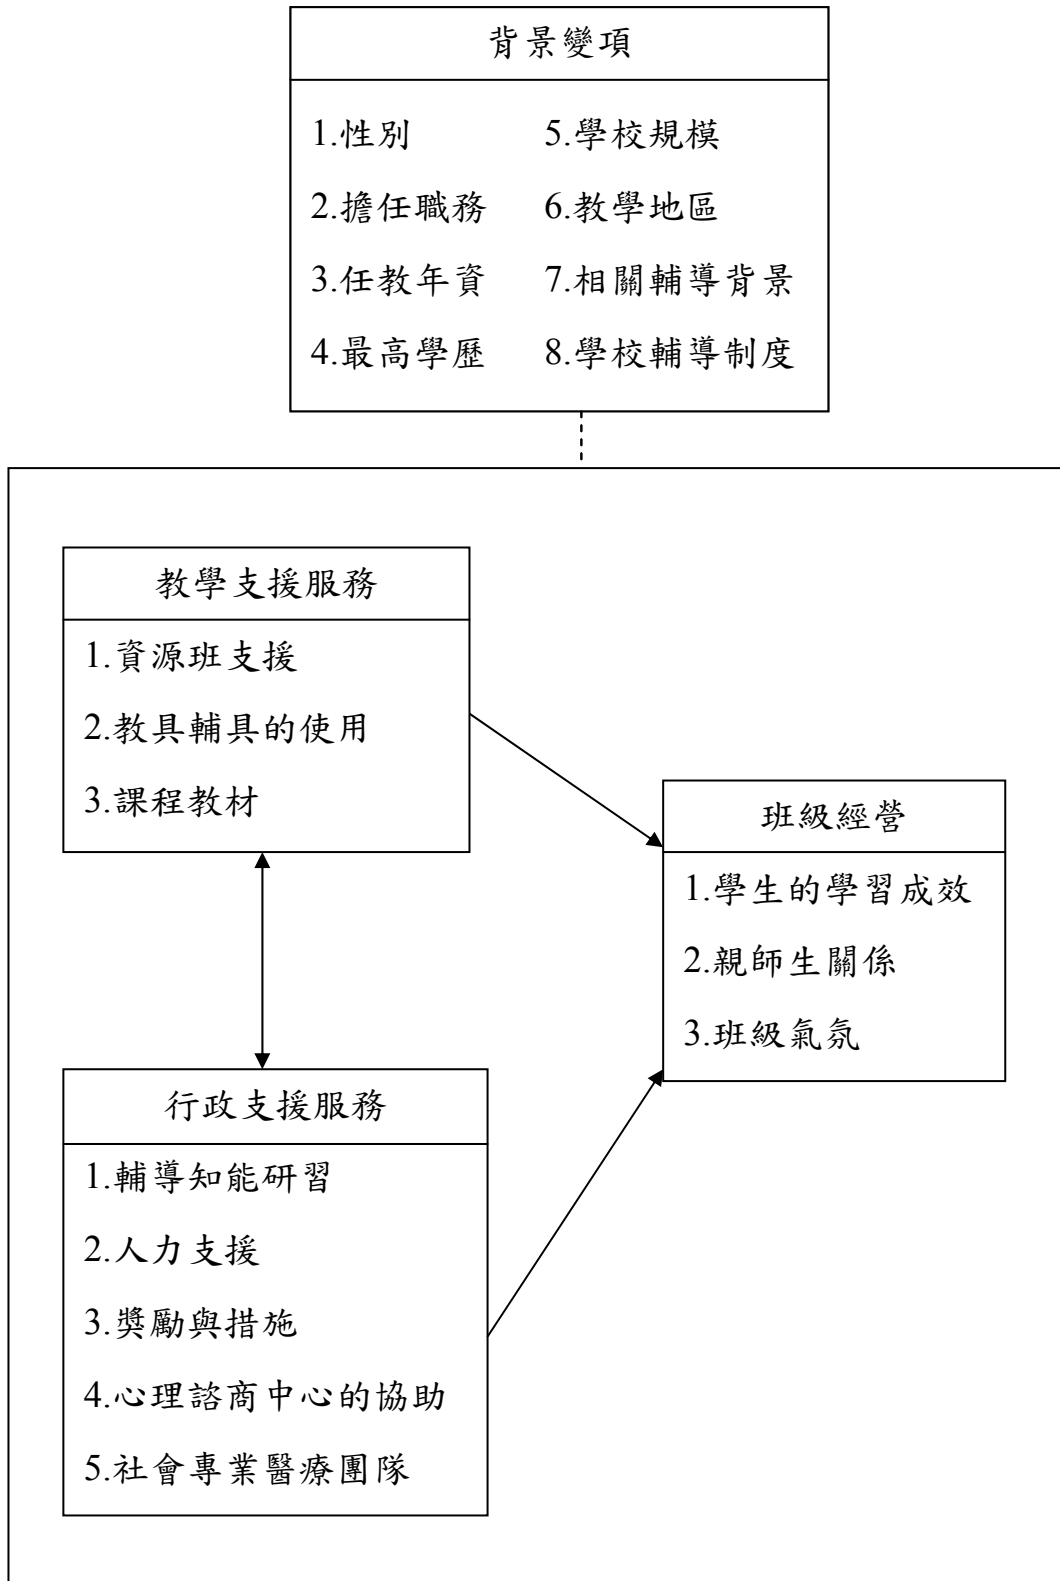 背景變項
1.性別
5.學校規模
2.擔任職務
6.教學地區
3.任教年資
7.相關輔導背景
4.最高學歷
8.學校輔導制度
教學支援服務
1.資源班支援
2.教具輔具的使用
3.課程教材
班級經營
1.學生的學習成效
2.親師生關係
3.班級氣氛
行政支援服務
1.輔導知能研習
2.人力支援
3.獎勵與措施
4.心理諮商中心的協助
5.社會專業醫療團隊